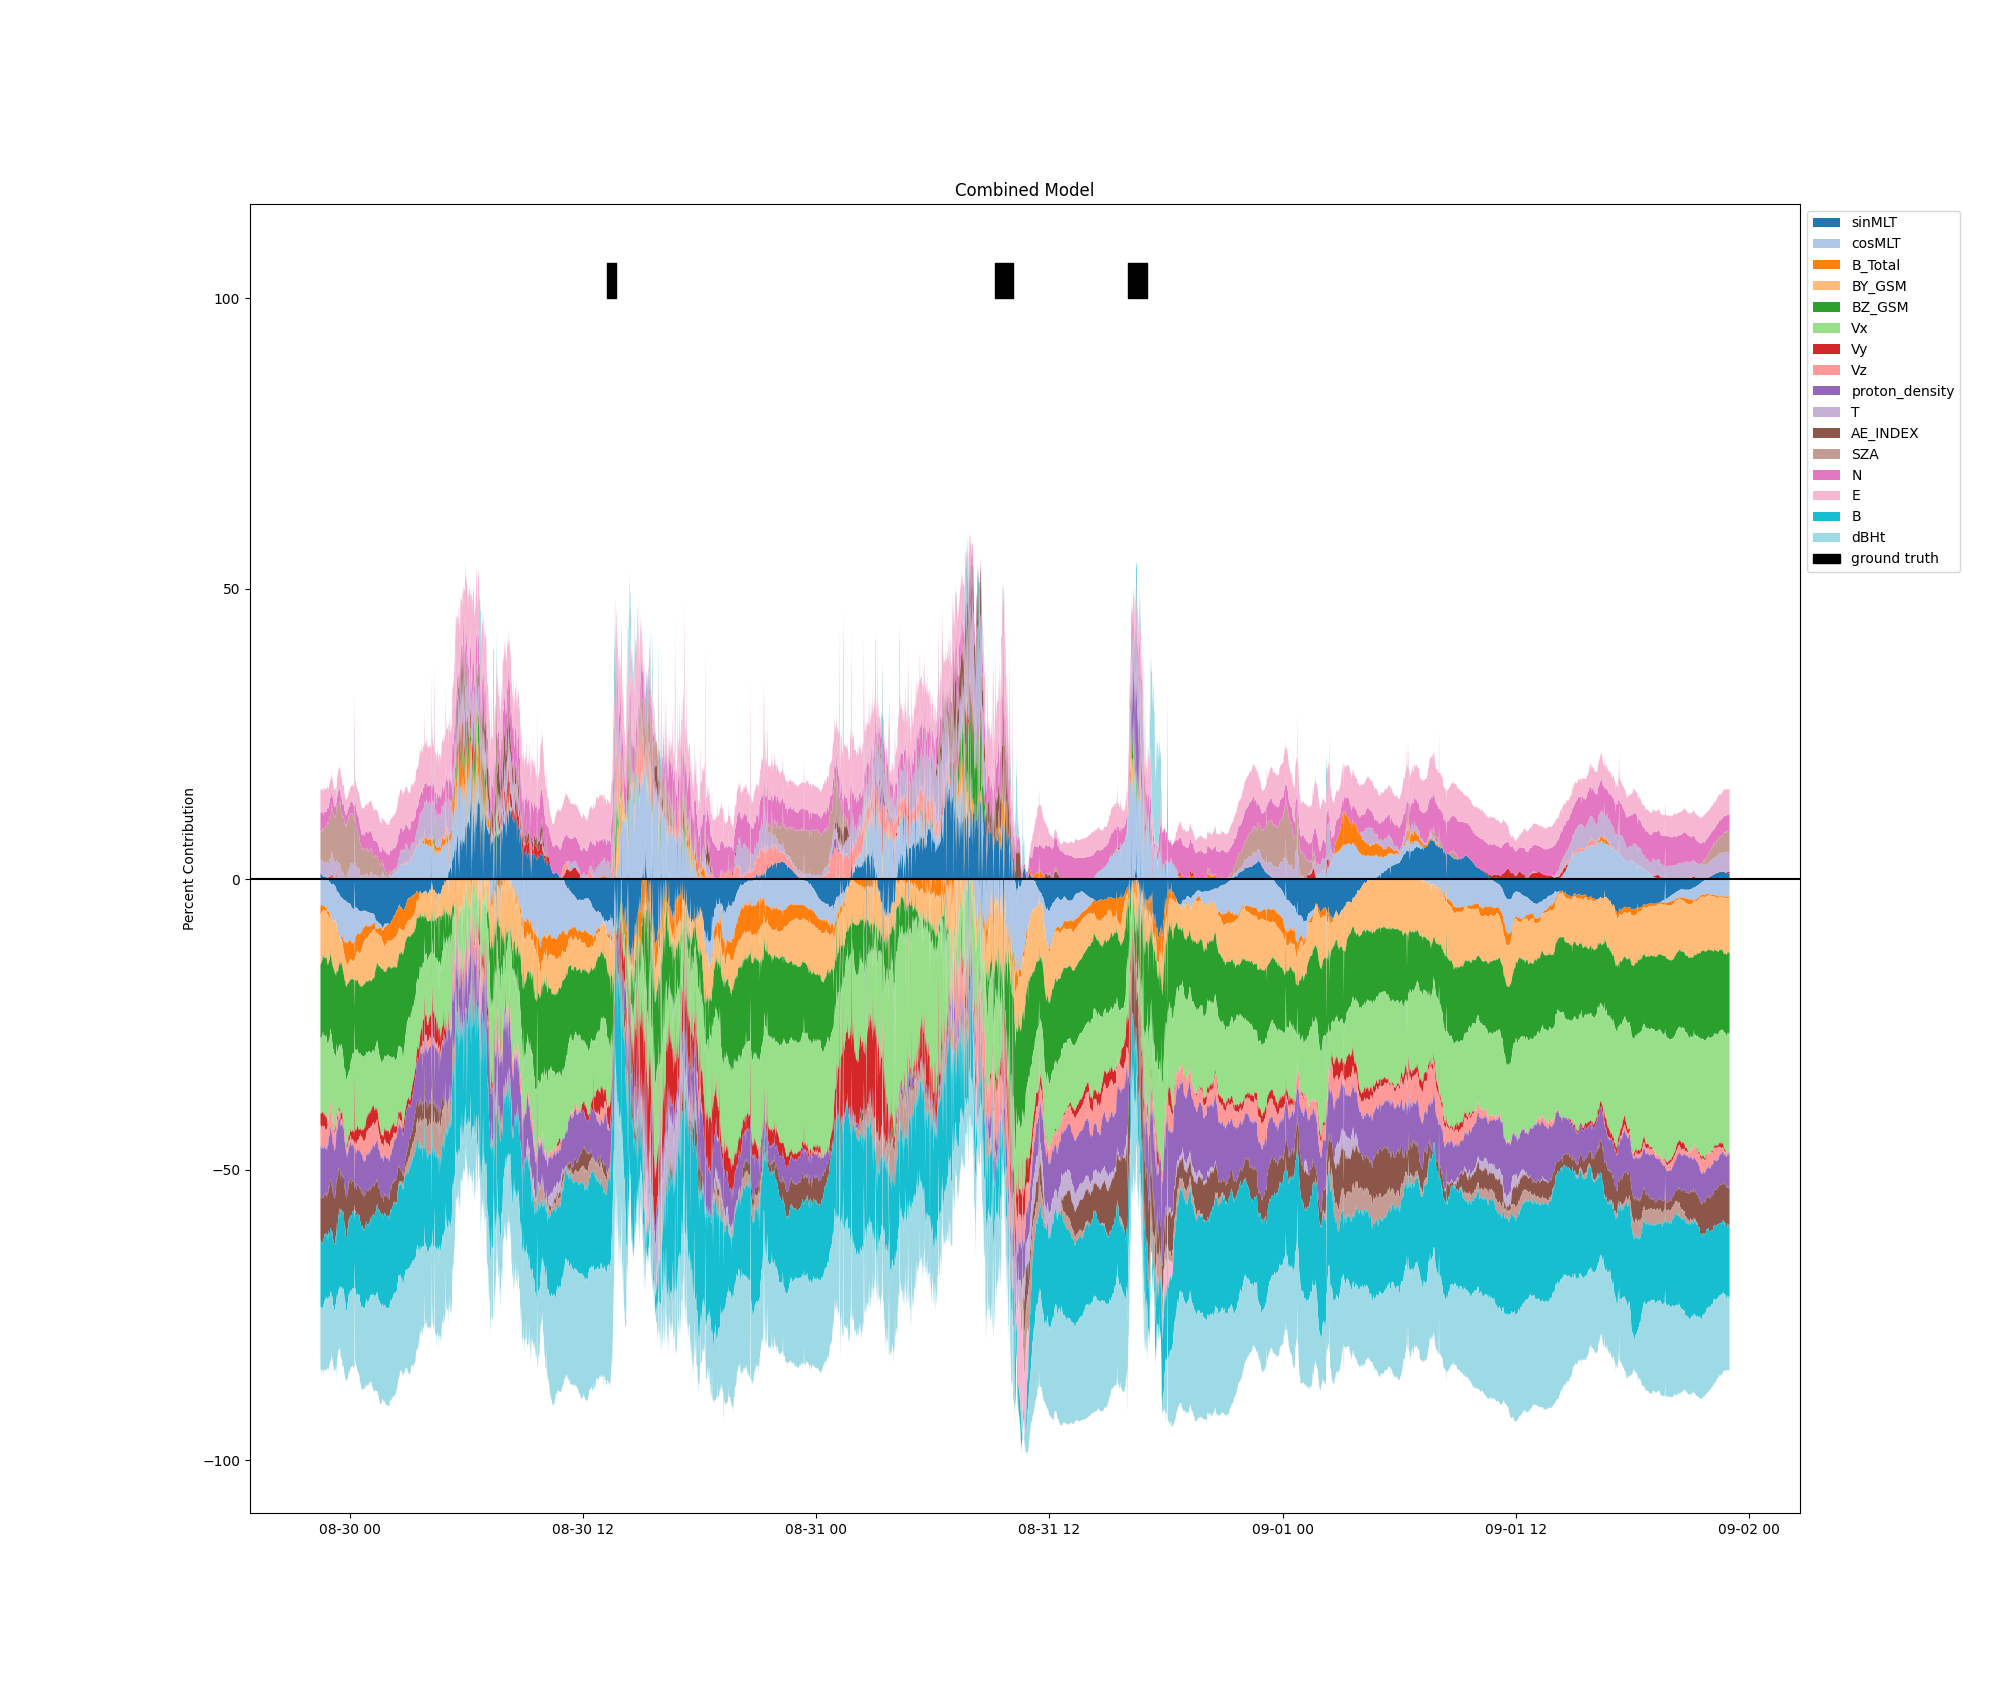 Combined Model
Percent Contribution
100
50
0
−50
−100
08-30 00
08-30 12
08-31 00
08-31 12
09-01 00
09-01 12
09-02 00
sinMLT
cosMLT
B_Total
BY_GSM
BZ_GSM
Vx
Vy
Vz
proton_density
T
AE_INDEX
SZA
N
E
B
dBHt
ground truth